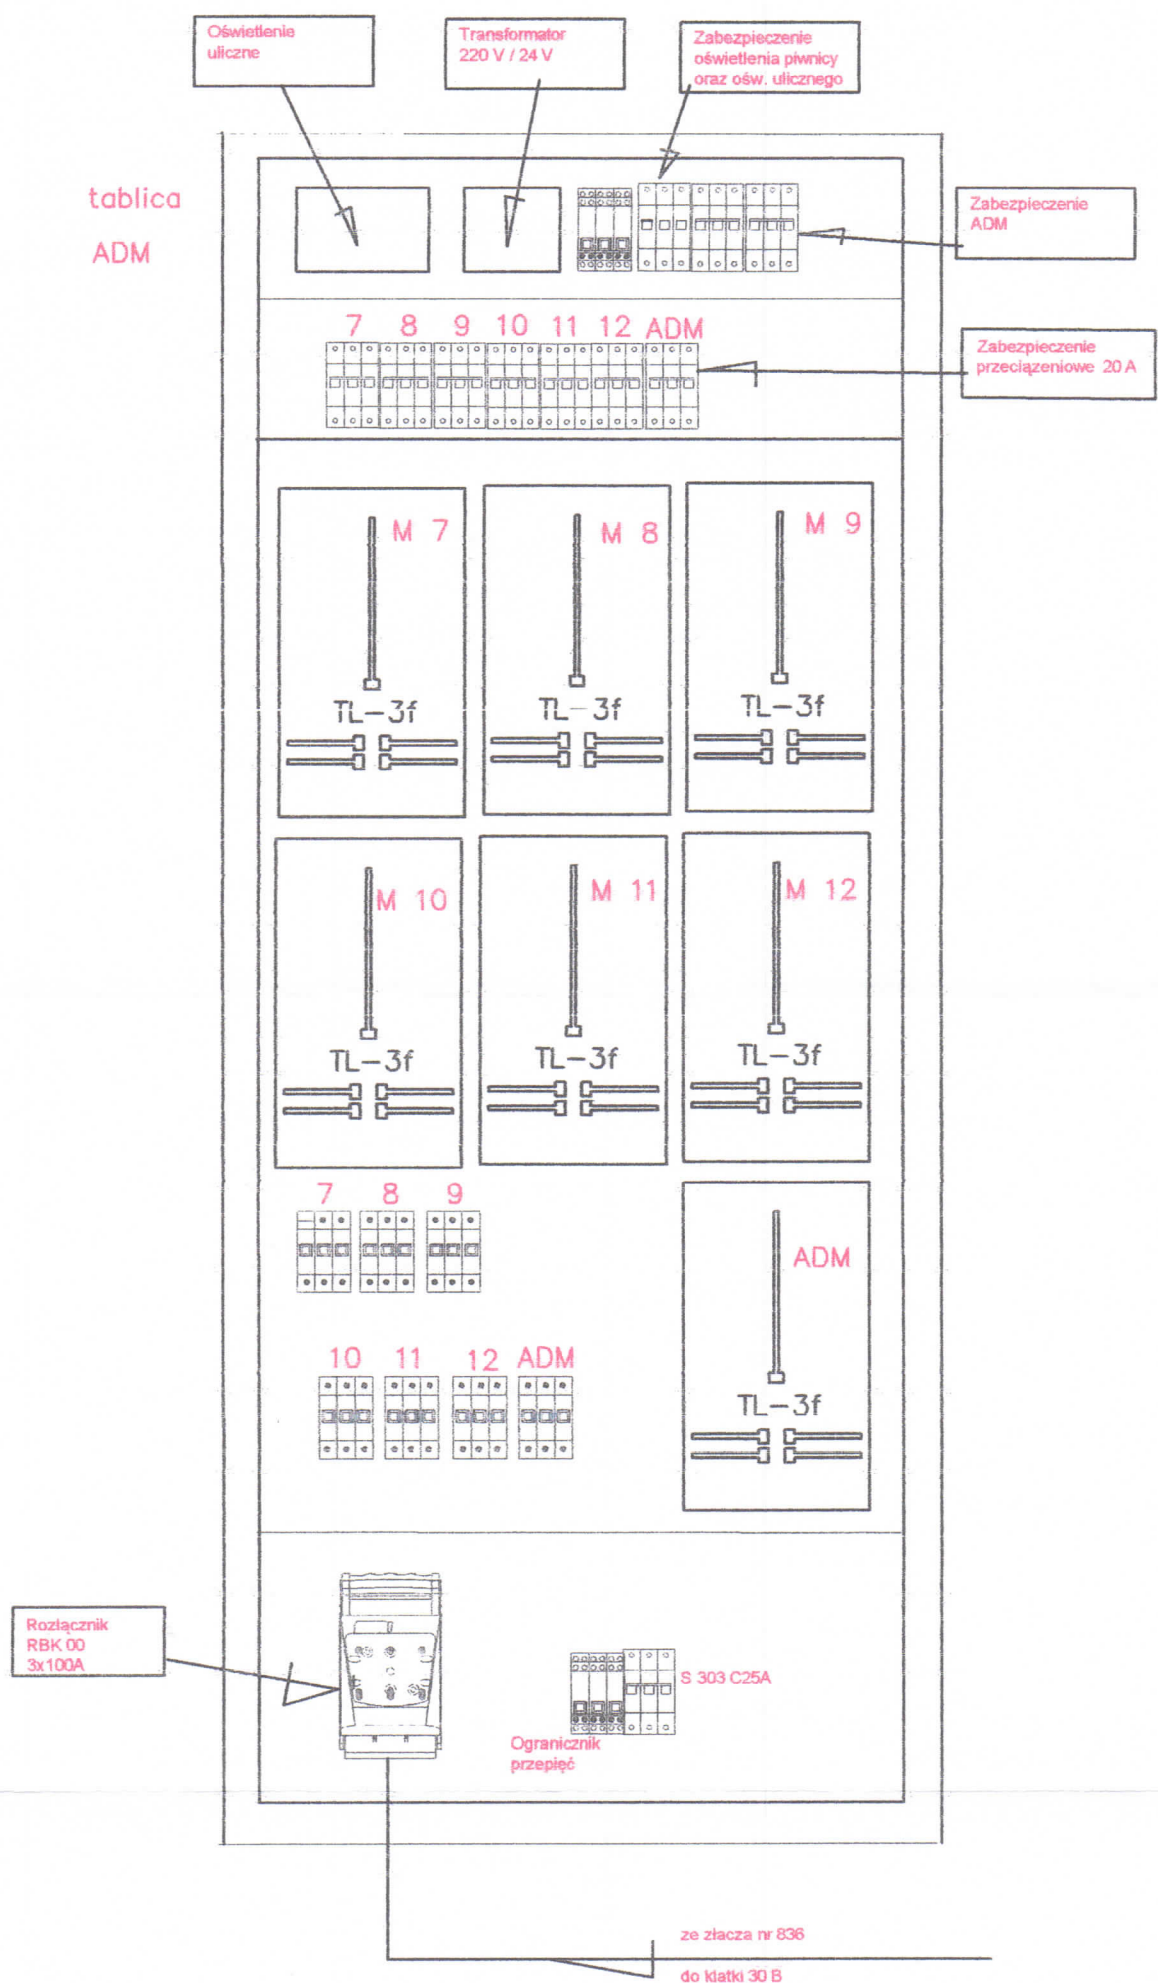 Oświetlenie
uliczne
Transformator
220 V / 24 V
Zabezpieczenie
oświetlenia piwnicy
oraz ośw. ulicznego
tablica
ADM
Zabezpieczenie
ADM
7 8 9 10 11 12 ADM
Zabezpieczenie
przeciązeniowe 20 A
M 7
M 8
M 9
TL-3f
TL-3f
TL-3f
M 10
M 11
M 12
TL-3f
TL-3f
TL-3f
7 8 9
ADM
10 11 12 ADM
TL-3f
Rozłącznik
RBK 00
3x100A
S 303 C25A
Ogranicznik
przepięć
ze złacza nr 836
do klatki 30 B